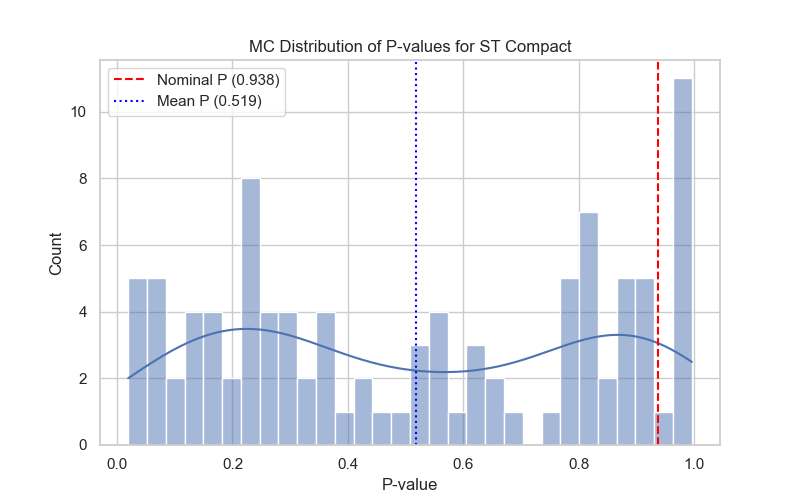 MC Distribution of P-values for ST Compact
Nominal P (0.938)
Mean P (0.519)
10
8
6
4
2
0
Count
0.0 0.2 0.4 0.6 0.8 1.0
P-value